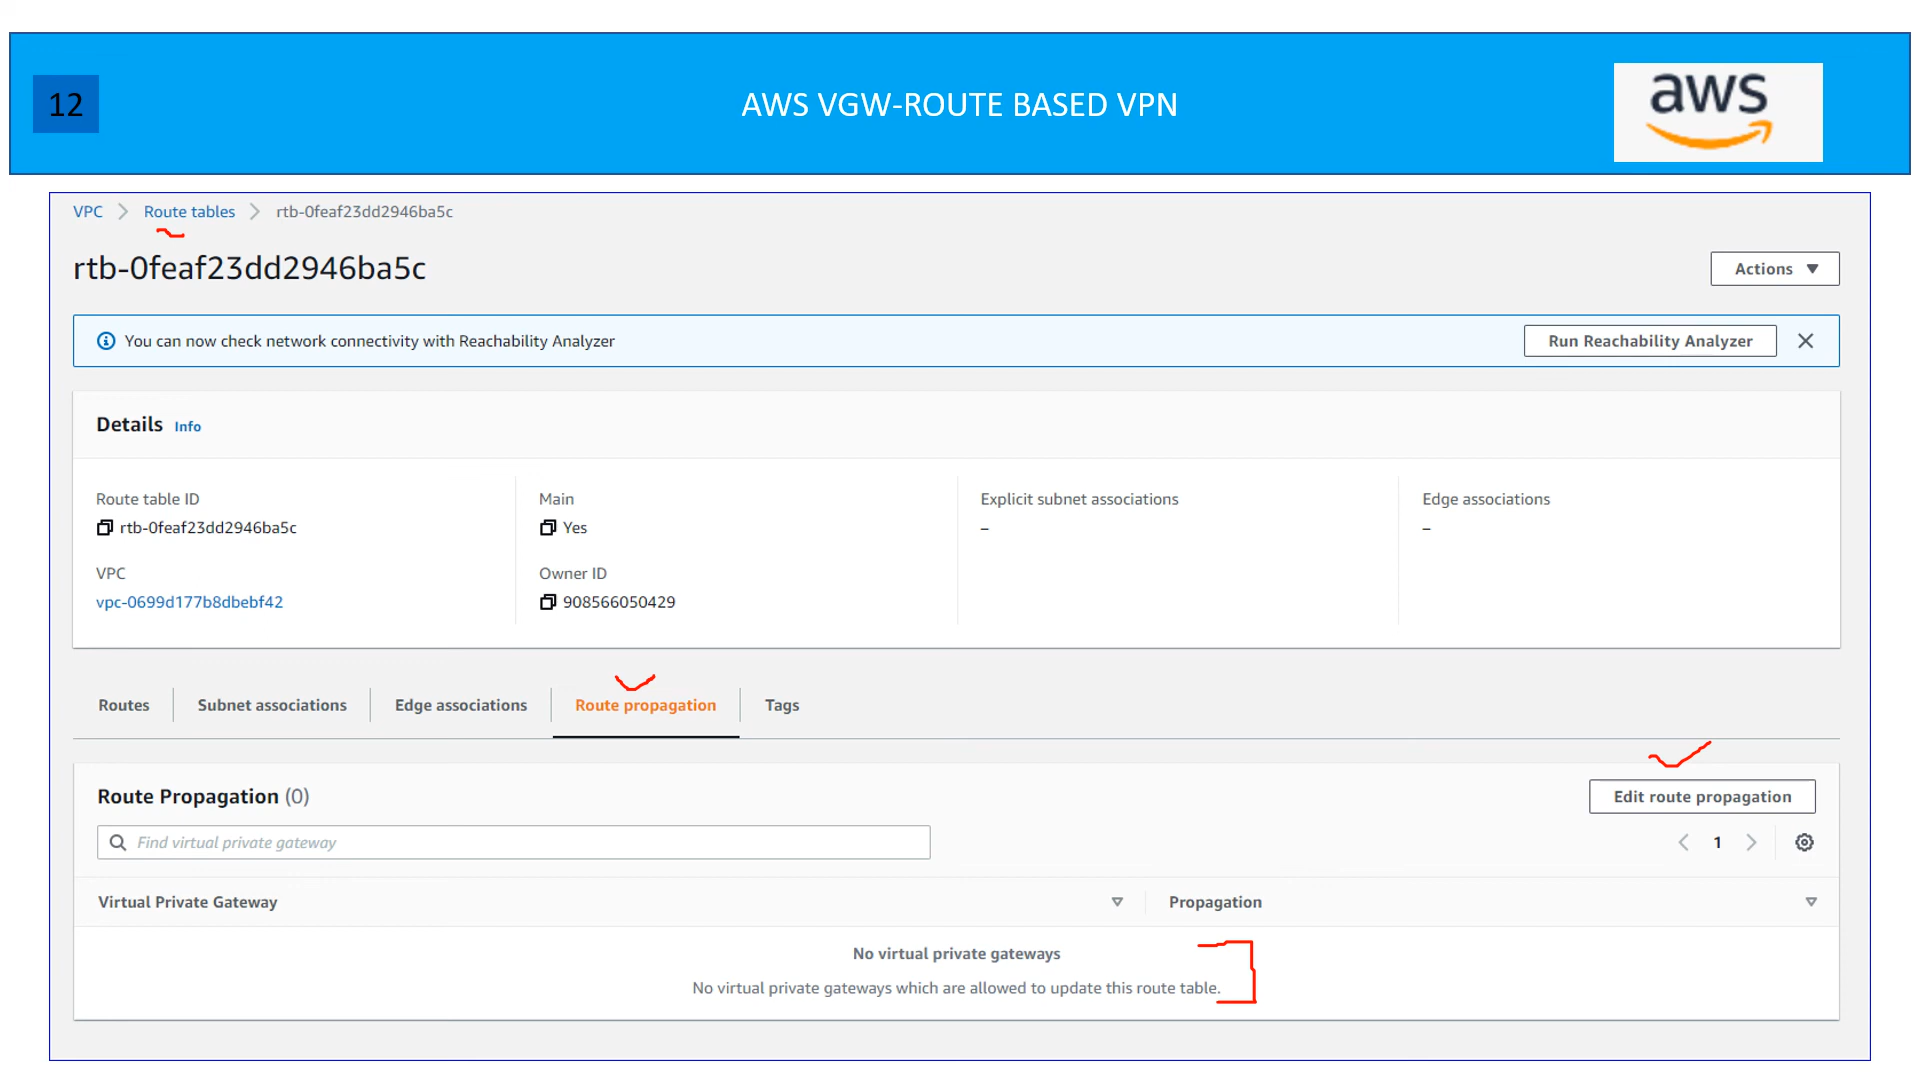 12
AWS VGW-ROUTE BASED VPN
aws
VPC Route tables rtb-0feaf23dd2946ba5c
rtb-0feaf23dd2946ba5c
Actions
You can now check network connectivity with Reachability Analyzer
Run Reachability Analyzer
Details Info
Route table ID
rtb-0feaf23dd2946ba5c
Main
Yes
Explicit subnet associations
–
Edge associations
–
VPC
vpc-0699d177b8dbebf42
Owner ID
908566050429
Routes Subnet associations Edge associations Route propagation Tags
Route Propagation (0)
Edit route propagation
Find virtual private gateway
1
Virtual Private Gateway Propagation
No virtual private gateways
No virtual private gateways which are allowed to update this route table.